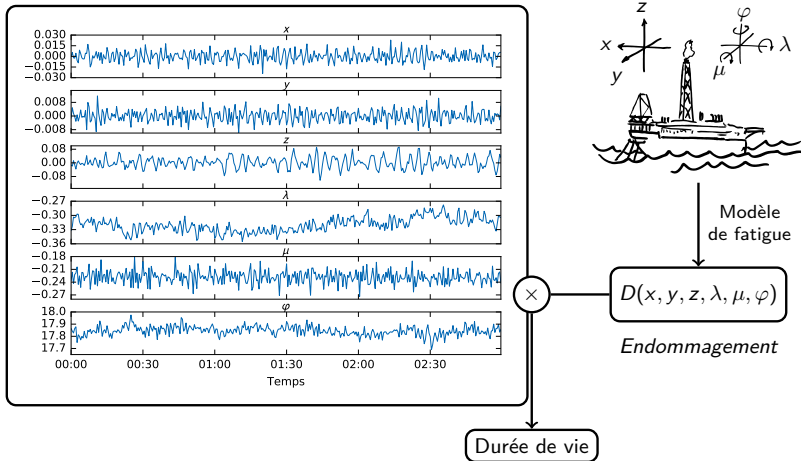 x
0.030
0.015
0.000
−0.015
−0.030
y
0.008
0.000
−0.008
z
0.08
0.00
−0.08
λ
−0.27
−0.30
−0.33
−0.36
μ
−0.18
−0.21
−0.24
−0.27
φ
18.0
17.9
17.8
17.7
00:00 00:30 01:00 01:30 02:00 02:30
Temps
z
x
y
φ
λ
μ
Modèle
de fatigue
×
D(x, y, z, λ, μ, φ)
Endommagement
Durée de vie